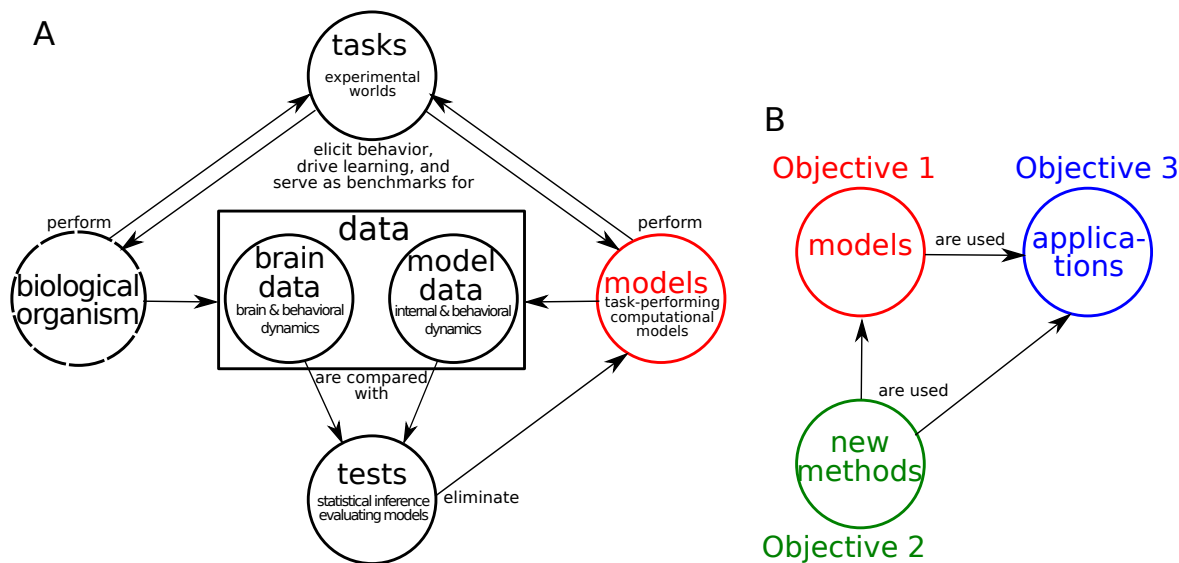 A
tasks
experimental
worlds
elicit behavior,
drive learning, and
serve as benchmarks for
perform
perform
data
biological
organism
brain
data
brain & behavioral
dynamics
model
data
internal & behavioral
dynamics
models
task-performing
computational
models
are compared
with
tests
statistical inference
evaluating models
eliminate
B
Objective 1
Objective 3
models
are used
applica-
tions
are used
new
methods
Objective 2